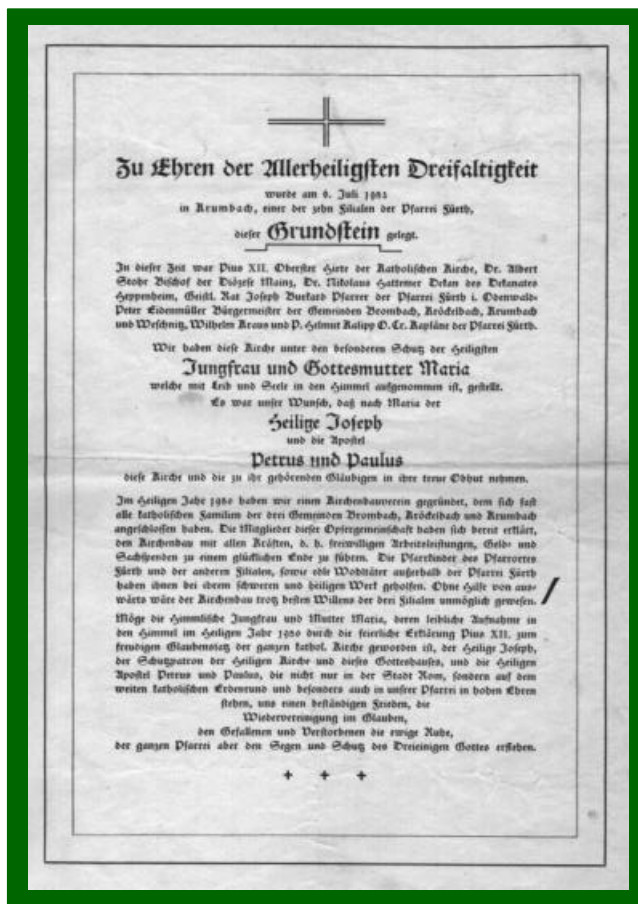 Zu Ehren der Allerheiligsten Dreifaltigkeit
wurde am 6. Juli 1952
in Krumbach, einer der zehn Filialen der Pfarrei Fürth,
dieser Grundstein gelegt.
In dieser Zeit war Pius XII. Oberster Hirte der Katholischen Kirche, Dr. Albert
Stohr Bischof der Diözese Mainz, Dr. Nikolaus Hattemer Dekan des Dekanates
Heppenheim, Geistl. Rat Joseph Burkard Pfarrer der Pfarrei Fürth i. Odenwald-
Peter Eidenmüller Bürgermeister der Gemeinden Brombach, Kröckelbach, Krumbach
und Weschnitz, Wilhelm Kraus und P. Helmut Kalipp O. Cr. Kapläne der Pfarrei Fürth.
Wir haben diese Kirche unter den besonderen Schutz der Heiligsten
Jungfrau und Gottesmutter Maria
welche mit Leib und Seele in den Himmel aufgenommen ist, gestellt.
Es war unser Wunsch, daß nach Maria der
Heilige Joseph
und die Apostel
Petrus und Paulus
diese Kirche und die zu ihr gehörenden Gläubigen in ihre treue Obhut nehmen.
Im Heiligen Jahr 1950 haben wir einen Kirchenbauverein gegründet, dem sich fast
alle katholischen Familien der drei Gemeinden Brombach, Kröckelbach und Krumbach
angeschlossen haben. Die Mitglieder dieser Opfergemeinschaft haben sich bereit erklärt,
den Kirchenbau mit allen Kräften, d. h. freiwilligen Arbeitsleistungen, Geld- und
Sachspenden zu einem glücklichen Ende zu führen. Die Pfarrkinder des Pfarrortes
Fürth und der anderen Filialen, sowie edle Wohltäter außerhalb der Pfarrei Fürth
haben ihnen bei ihrem schweren und heiligen Werk geholfen. Ohne Hilfe von aus-
wärts wäre der Kirchenbau trotz besten Willens der drei Filialen unmöglich gewesen.
Möge die Himmlische Jungfrau und Mutter Maria, deren leibliche Aufnahme in
den Himmel im Heiligen Jahr 1950 durch die feierliche Erklärung Pius XII. zum
freudigen Glaubenssatz der ganzen kathol. Kirche geworden ist, der Heilige Joseph,
der Schutzpatron der Heiligen Kirche und dieses Gotteshauses, und die Heiligen
Apostel Petrus und Paulus, die nicht nur in der Stadt Rom, sondern auf dem
weiten katholischen Erdenrund und besonders auch in unsrer Pfarrei in hohen Ehren
stehen, uns einen beständigen Frieden, die
Wiedervereinigung im Glauben,
den Gefallenen und Verstorbenen die ewige Ruhe,
der ganzen Pfarrei aber den Segen und Schutz des Dreieinigen Gottes erflehen.